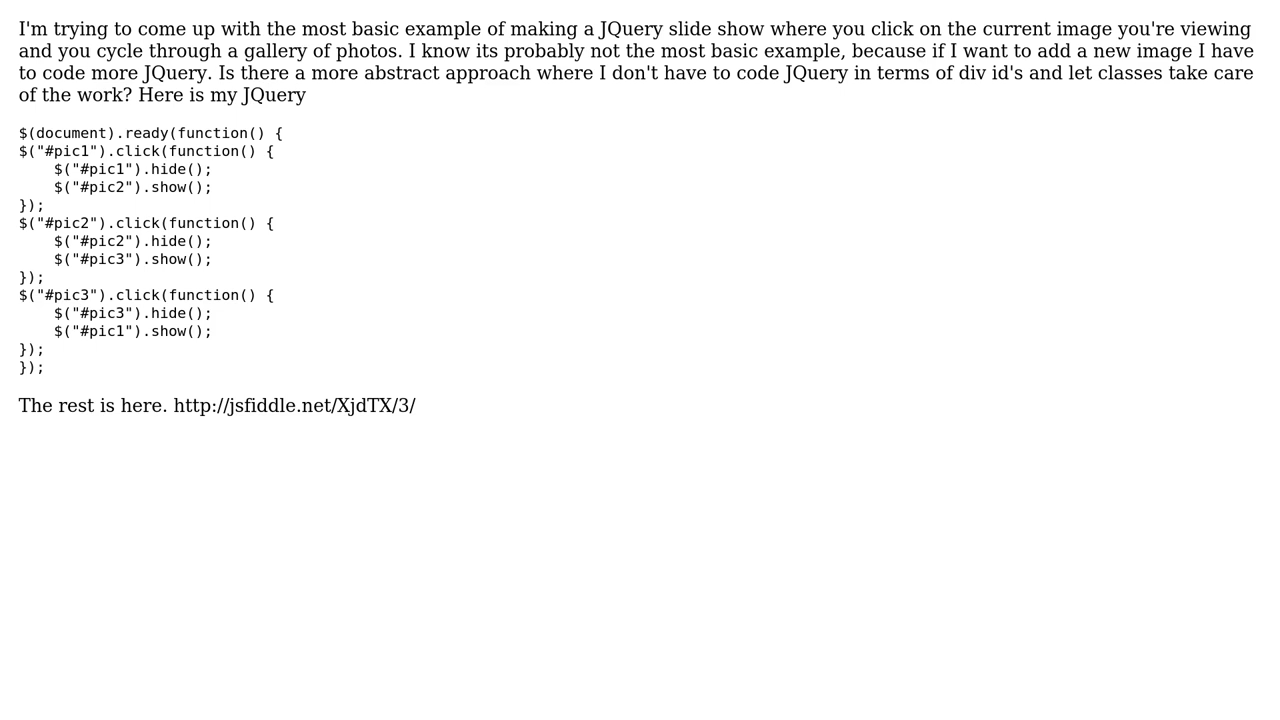 I'm trying to come up with the most basic example of making a JQuery slide show where you click on the current image you're viewing
and you cycle through a gallery of photos. I know its probably not the most basic example, because if I want to add a new image I have
to code more JQuery. Is there a more abstract approach where I don't have to code JQuery in terms of div id's and let classes take care
of the work? Here is my JQuery
$(document).ready(function() {
$("#pic1").click(function() {
    $("#pic1").hide();
    $("#pic2").show();
});
$("#pic2").click(function() {
    $("#pic2").hide();
    $("#pic3").show();
});
$("#pic3").click(function() {
    $("#pic3").hide();
    $("#pic1").show();
});
});
The rest is here. http://jsfiddle.net/XjdTX/3/